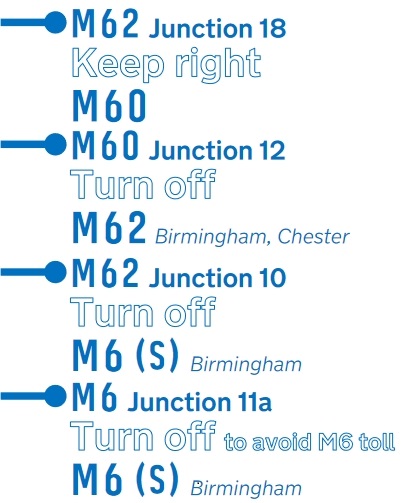 M62 Junction 18
Keep right
M60
M60 Junction 12
Turn off
M62 Birmingham, Chester
M62 Junction 10
Turn off
M6 (S) Birmingham
M6 Junction 11a
Turn off to avoid M6 toll
M6 (S) Birmingham